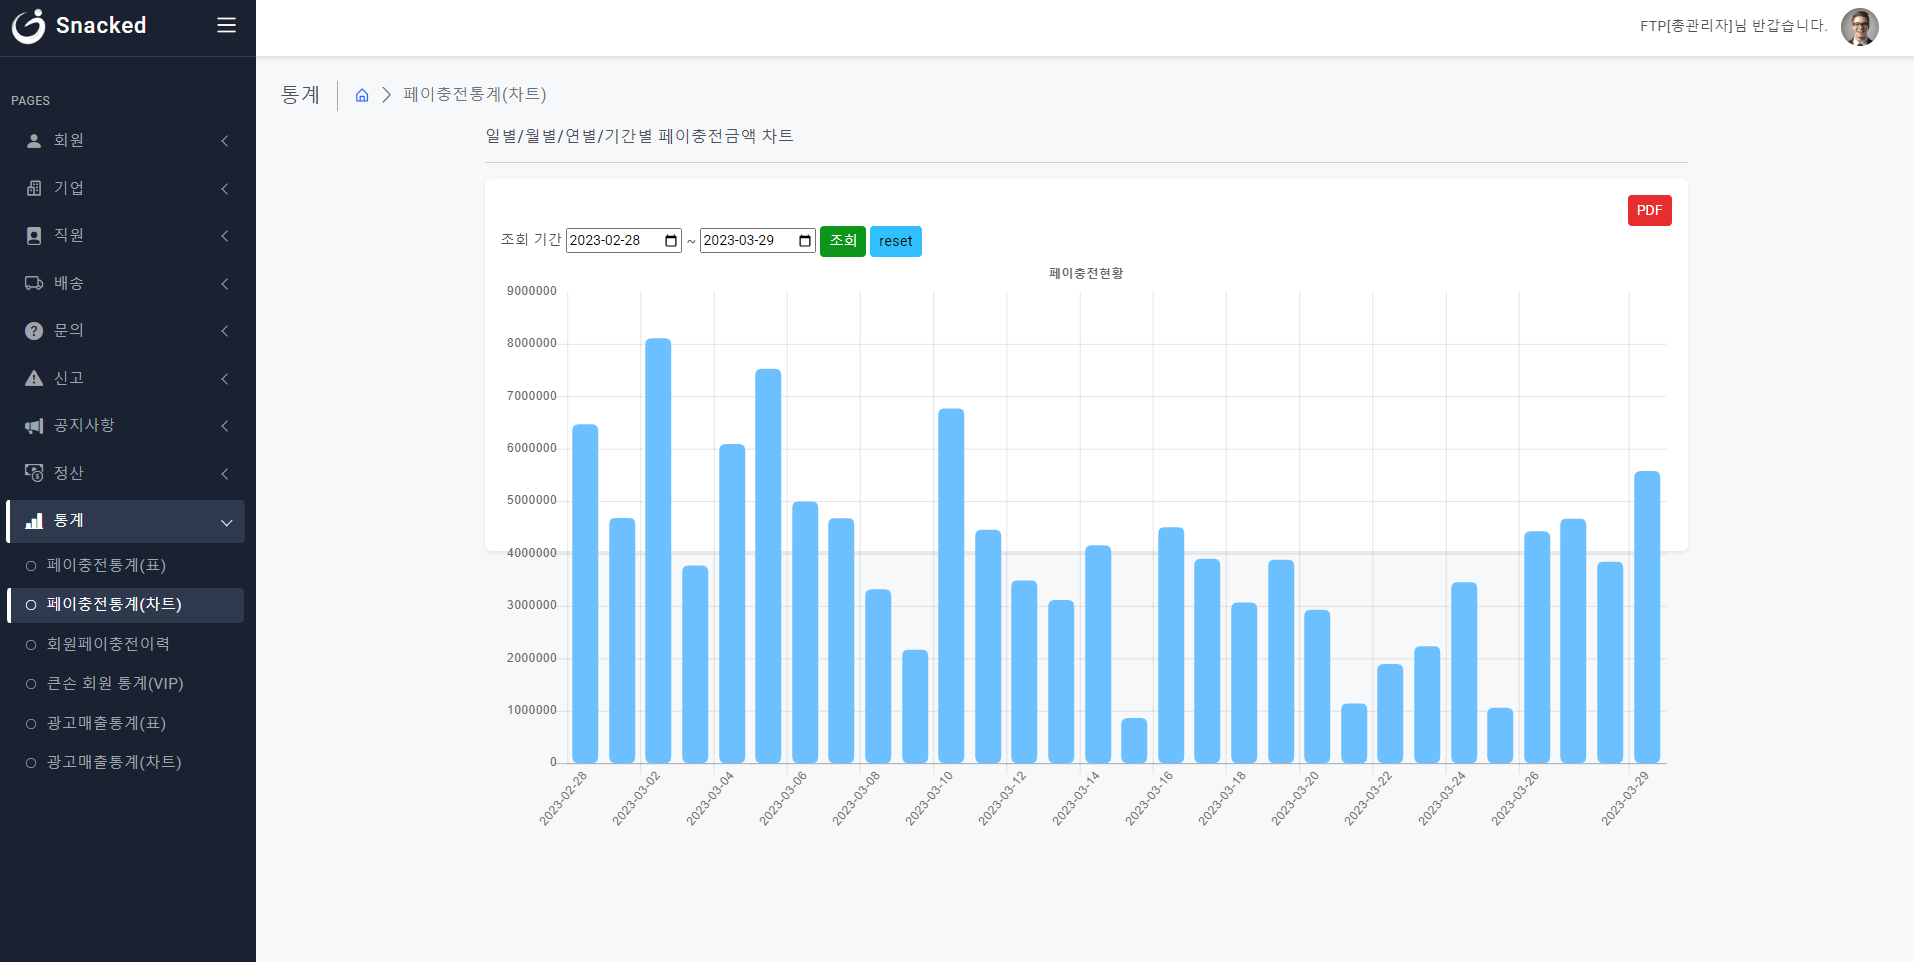 Snacked
FTP[총관리자]님 반갑습니다.
PAGES
회원
기업
직원
배송
문의
신고
공지사항
정산
통계
페이충전통계(표)
페이충전통계(차트)
회원페이충전이력
큰손 회원 통계(VIP)
광고매출통계(표)
광고매출통계(차트)
통계
페이충전통계(차트)
일별/월별/연별/기간별 페이충전금액 차트
PDF
조회 기간 2023-02-28 ~ 2023-03-29 조회 reset
페이충전현황
9000000
8000000
7000000
6000000
5000000
4000000
3000000
2000000
1000000
0
2023-02-28
2023-03-02
2023-03-04
2023-03-06
2023-03-08
2023-03-10
2023-03-12
2023-03-14
2023-03-16
2023-03-18
2023-03-20
2023-03-22
2023-03-24
2023-03-26
2023-03-29